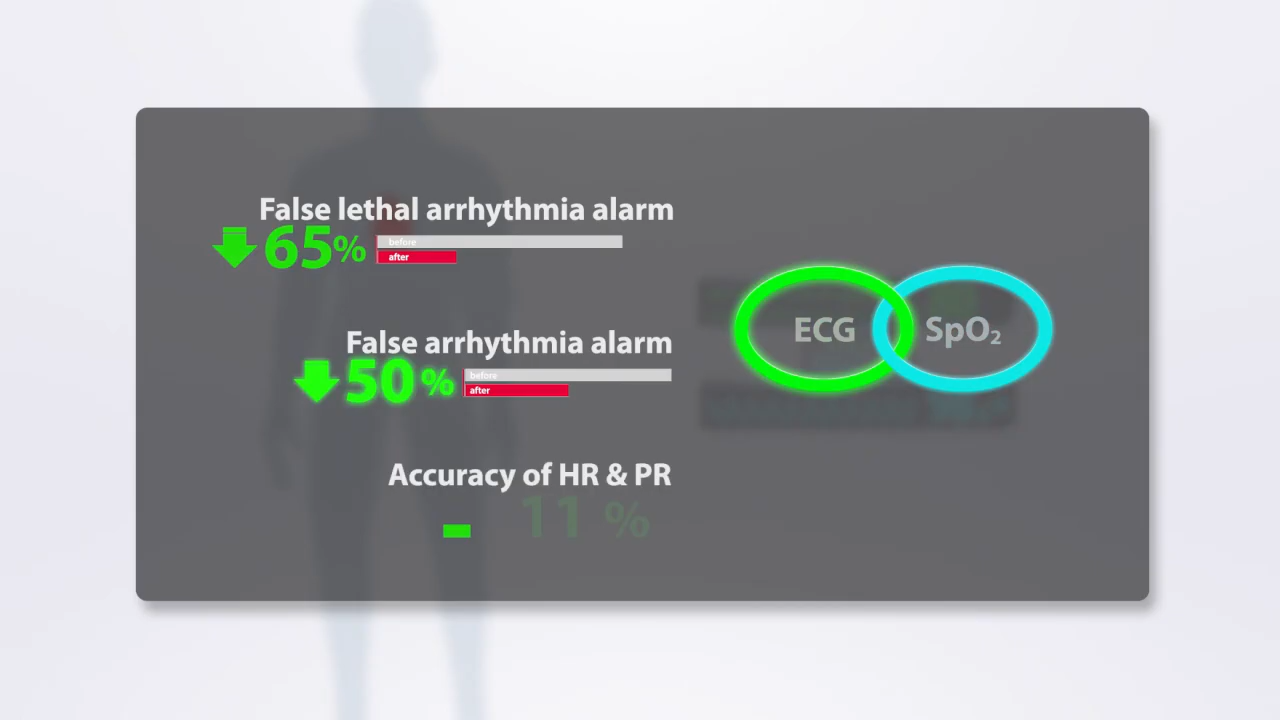 False lethal arrhythmia alarm
65%
before
after
False arrhythmia alarm
50%
before
after
Accuracy of HR & PR
11 %
ECG
SpO₂